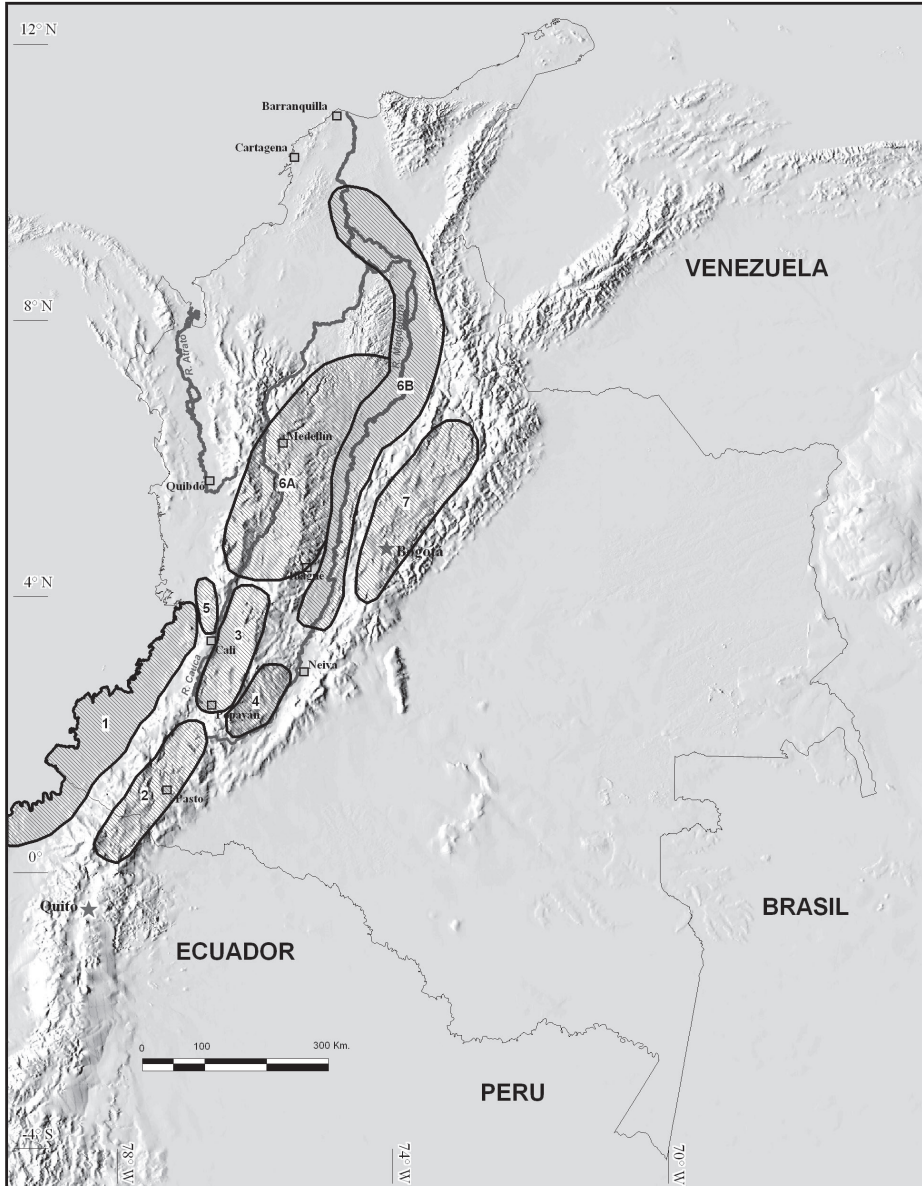 12° N
Barranquilla
Cartagena
VENEZUELA
8° N
R. Atrato
R. Magdalena
6B
Medellín
Quibdó
6A
7
Bogotá
Ibagué
4° N
5
3
Cali
R. Cauca
Neiva
4
Popayán
1
2
Pasto
0°
Quito
BRASIL
ECUADOR
0 100 300 Km.
PERU
-4° S
78° W
74° W
70° W